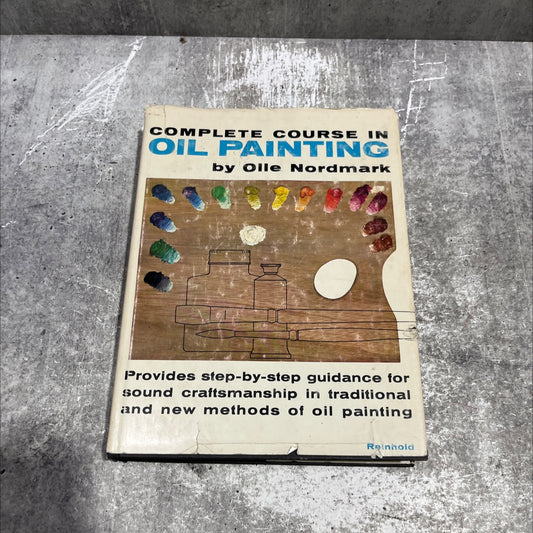 COMPLETE COURSE IN
OIL PAINTING
by Olle Nordmark
Provides step-by-step guidance for
sound craftsmanship in traditional
and new methods of oil painting
Reinhold